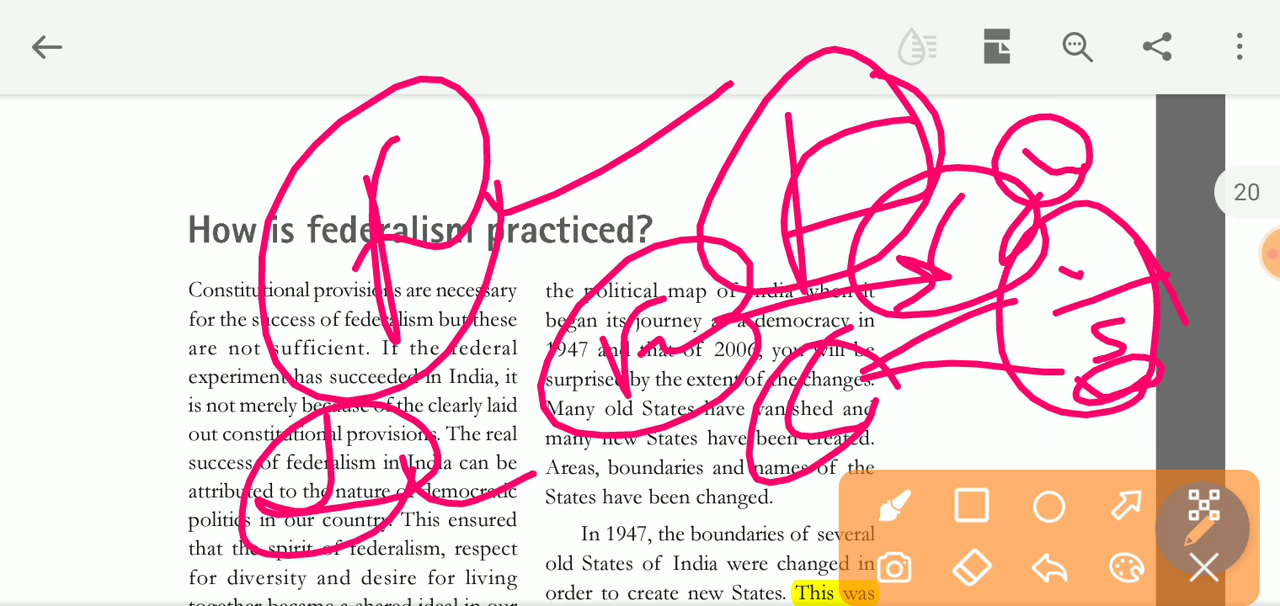 20
How is federalism practiced?
Constitutional provisions are necessary
for the success of federalism but these
are not sufficient. If the federal
experiment has succeeded in India, it
is not merely because of the clearly laid
out constitutional provisions. The real
success of federalism in India can be
attributed to the nature of democratic
politics in our country. This ensured
that the spirit of federalism, respect
for diversity and desire for living
together became a shared ideal in our
the political map of India when it
began its journey as a democracy in
1947 and that of 2006, you will be
surprised by the extent of the changes.
Many old States have vanished and
many new States have been created.
Areas, boundaries and names of the
States have been changed.
In 1947, the boundaries of several
old States of India were changed in
order to create new States. This was